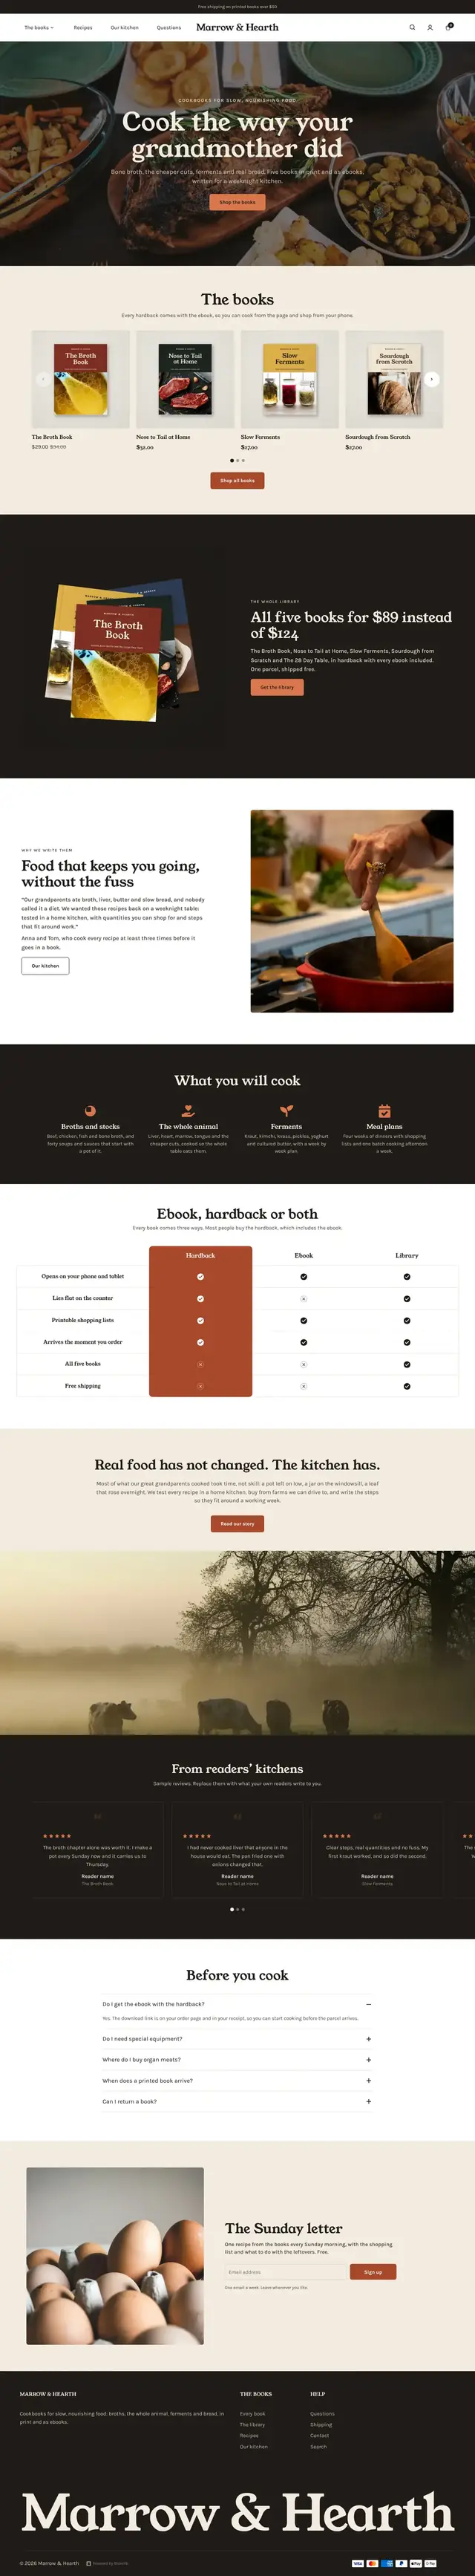 Free shipping on printed books over $50
The books
Recipes
Our kitchen
Questions
Marrow & Hearth
0
COOKBOOKS FOR SLOW, NOURISHING FOOD
Cook the way your
grandmother did
Bone broth, the cheaper cuts, ferments and real bread. Five books in print and as ebooks,
written for a weeknight kitchen.
Shop the books
The books
Every hardback comes with the ebook, so you can cook from the page and shop from your phone.
The Broth
Book
Nose to Tail
at Home
Slow
Ferments
Sourdough
from Scratch
The Broth Book
$29.00 $34.00
Nose to Tail at Home
$32.00
Slow Ferments
$27.00
Sourdough from Scratch
$27.00
Shop all books
The Broth
Book
THE WHOLE LIBRARY
All five books for $89 instead
of $124
The Broth Book, Nose to Tail at Home, Slow Ferments, Sourdough from
Scratch and The 28 Day Table, in hardback with every ebook included.
One parcel, shipped free.
Get the library
WHY WE WRITE THEM
Food that keeps you going,
without the fuss
"Our grandparents ate broth, liver, butter and slow bread, and nobody
called it a diet. We wanted those recipes back on a weeknight table:
tested in a home kitchen, with quantities you can shop for and steps
that fit around work."
Anna and Tom, who cook every recipe at least three times before it
goes in a book.
Our kitchen
What you will cook
Broths and stocks
Beef, chicken, fish and bone broth, and
forty soups and sauces that start with
a pot of it.
The whole animal
Liver, heart, marrow, tongue and the
cheaper cuts, cooked so the whole
table eats them.
Ferments
Kraut, kimchi, kvass, pickles, yoghurt
and cultured butter, with a week by
week plan.
Meal plans
Four weeks of dinners with shopping
lists and one batch cooking afternoon
a week.
Ebook, hardback or both
Every book comes three ways. Most people buy the hardback, which includes the ebook.
Hardback
Ebook
Library
Opens on your phone and tablet
Lies flat on the counter
Printable shopping lists
Arrives the moment you order
All five books
Free shipping
Real food has not changed. The kitchen has.
Most of what our great grandparents cooked took time, not skill: a pot left on low, a jar on the windowsill, a loaf
that rose overnight. We test every recipe in a home kitchen, buy from farms we can drive to, and write the steps
so they fit around a working week.
Read our story
From readers' kitchens
Sample reviews. Replace them with what your own readers write to you.
The broth chapter alone was worth it. I make a
pot every Sunday now and it carries us to
Thursday.
Reader name
The Broth Book
I had never cooked liver that anyone in the
house would eat. The pan fried one with
onions changed that.
Reader name
Nose to Tail at Home
Clear steps, real quantities and no fuss. My
first kraut worked, and so did the second.
Reader name
Slow Ferments
Before you cook
Do I get the ebook with the hardback?
Yes. The download link is on your order page and in your receipt, so you can start cooking before the parcel arrives.
Do I need special equipment?
Where do I buy organ meats?
When does a printed book arrive?
Can I return a book?
The Sunday letter
One recipe from the books every Sunday morning, with the shopping
list and what to do with the leftovers. Free.
Email address
Sign up
One email a week. Leave whenever you like.
MARROW & HEARTH
Cookbooks for slow, nourishing food: broths, the whole animal, ferments and bread, in
print and as ebooks.
THE BOOKS
Every book
The library
Recipes
Our kitchen
HELP
Questions
Shipping
Contact
Search
Marrow & Hearth
© 2026 Marrow & Hearth
VISA